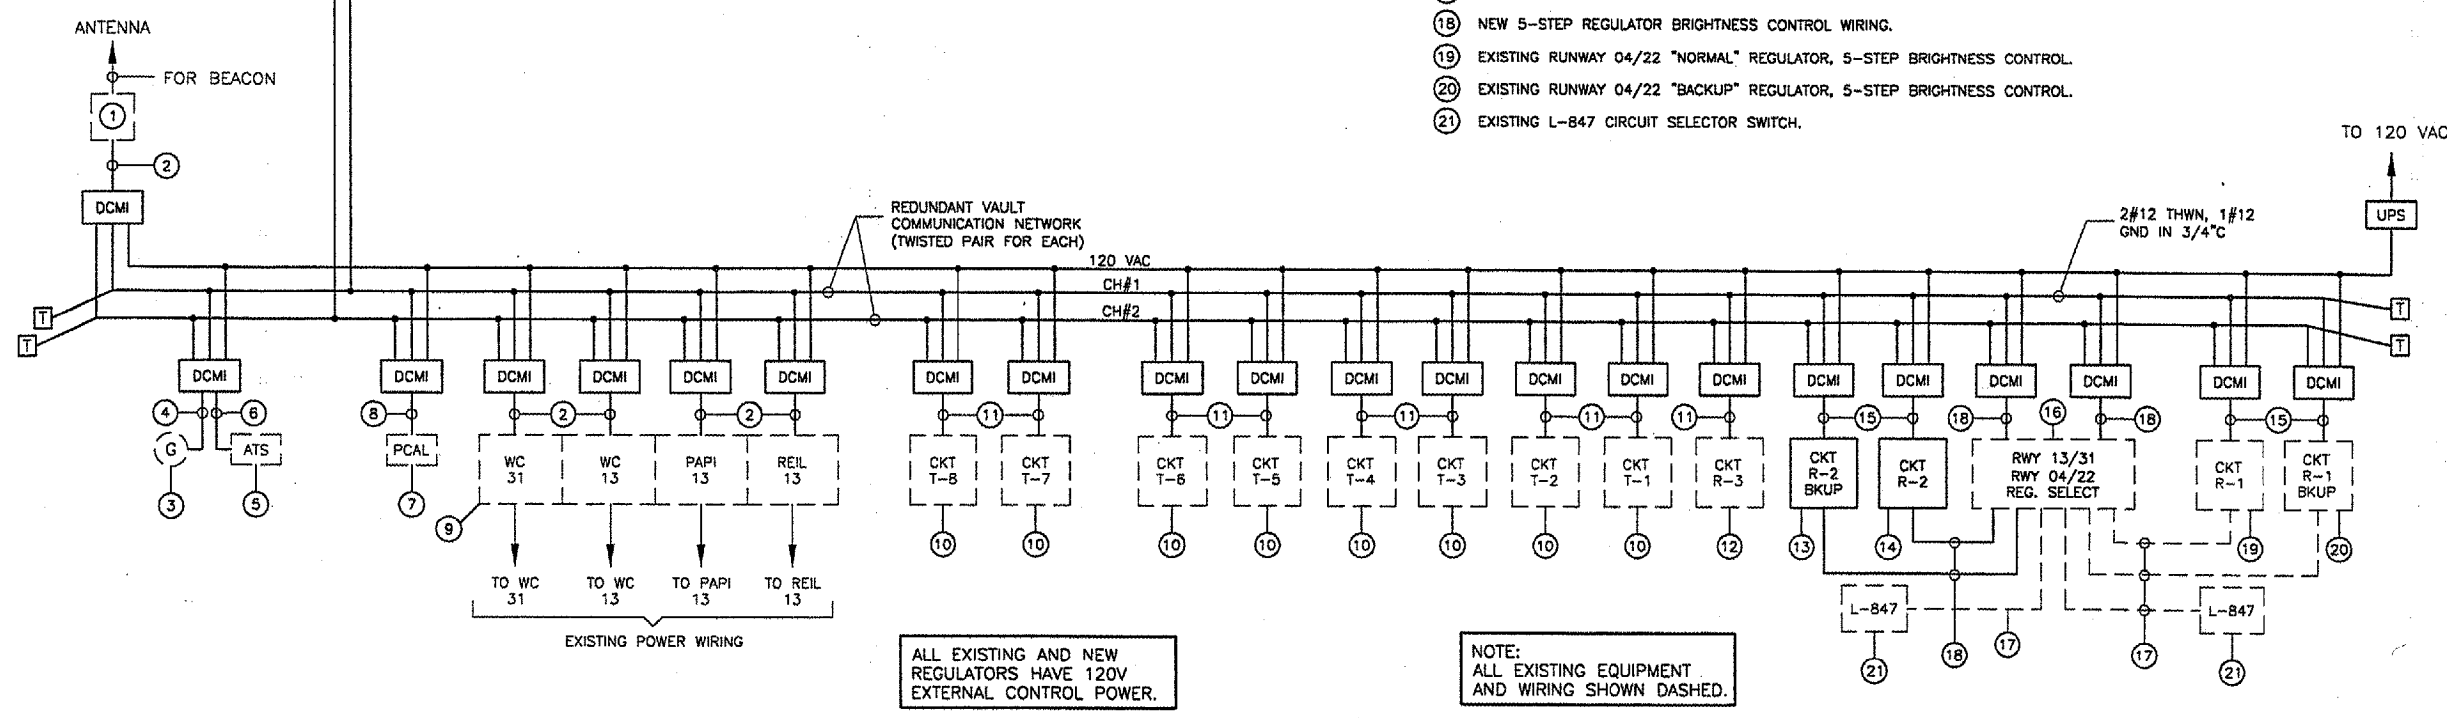 18 NEW 5-STEP REGULATOR BRIGHTNESS CONTROL WIRING.
19 EXISTING RUNWAY 04/22 "NORMAL" REGULATOR, 5-STEP BRIGHTNESS CONTROL.
20 EXISTING RUNWAY 04/22 "BACKUP" REGULATOR, 5-STEP BRIGHTNESS CONTROL.
21 EXISTING L-847 CIRCUIT SELECTOR SWITCH.
ANTENNA
FOR BEACON
1
2
DCMI
TO 120 VAC
UPS
REDUNDANT VAULT
COMMUNICATION NETWORK
(TWISTED PAIR FOR EACH)
2#12 THWN, 1#12
GND IN 3/4"C
120 VAC
CH#1
CH#2
T
T
T
T
DCMI DCMI DCMI DCMI DCMI DCMI DCMI DCMI DCMI DCMI DCMI DCMI DCMI DCMI DCMI DCMI DCMI DCMI DCMI DCMI DCMI
4 6 8 2 2 11 11 11 11 11 15 18 16 18 15
G
ATS
PCAL
WC
31
WC
13
PAPI
13
REIL
13
CKT
T-8
CKT
T-7
CKT
T-6
CKT
T-5
CKT
T-4
CKT
T-3
CKT
T-2
CKT
T-1
CKT
R-3
CKT
R-2
BKUP
CKT
R-2
RWY 13/31
RWY 04/22
REG. SELECT
CKT
R-1
CKT
R-1
BKUP
3 5 7 9 10 10 10 10 10 10 10 10 12 13 14 19 20
TO WC
31
TO WC
13
TO PAPI
13
TO REIL
13
EXISTING POWER WIRING
L-847
L-847
21 18 17 17 21
ALL EXISTING AND NEW
REGULATORS HAVE 120V
EXTERNAL CONTROL POWER.
NOTE:
ALL EXISTING EQUIPMENT
AND WIRING SHOWN DASHED.